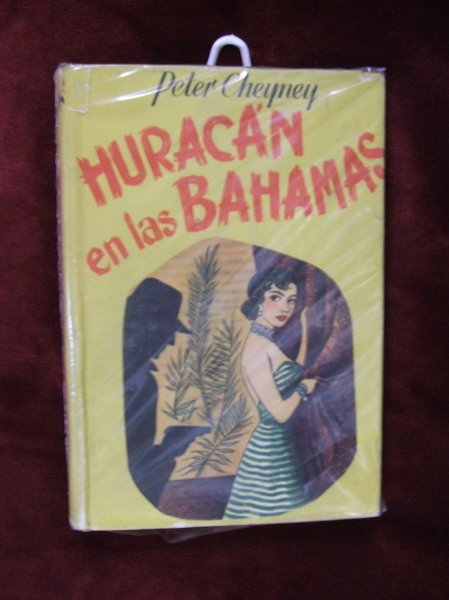 Peter Cheyney
HURACÁN
en las BAHAMAS